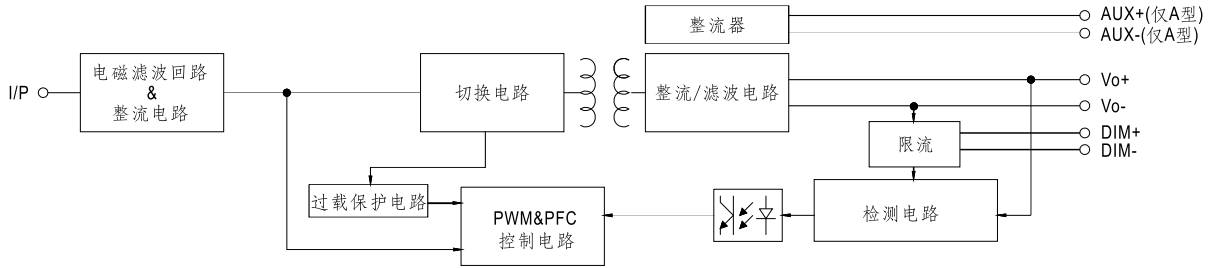 整流器
AUX+(仅A型)
AUX-(仅A型)
I/P
电磁滤波回路
&
整流电路
切换电路
整流/滤波电路
Vo+
Vo-
限流
DIM+
DIM-
过载保护电路
PWM&PFC
控制电路
检测电路